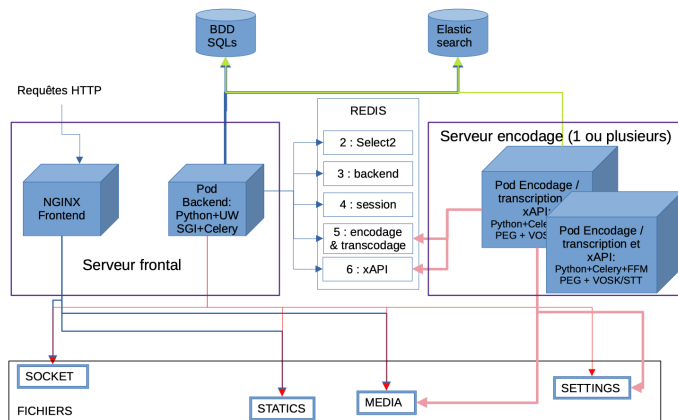 BDD
SQLs
Elastic
search
Requêtes HTTP
REDIS
2 : Select2
3 : backend
4 : session
5 : encodage
& transcodage
6 : xAPI
NGINX
Frontend
Pod
Backend:
Python+UW
SGI+Celery
Serveur frontal
Serveur encodage (1 ou plusieurs)
Pod Encodage /
transcription
xAPI:
Python+Cele
PEG + VOSK
Pod Encodage /
transcription et
xAPI:
Python+Celery+FFM
PEG + VOSK/STT
SOCKET
STATICS
MEDIA
SETTINGS
FICHIERS